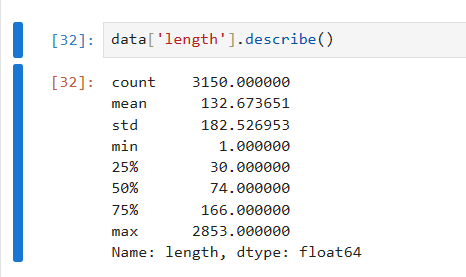 [32]: data['length'].describe()
[32]: count 3150.000000
mean 132.673651
std 182.526953
min 1.000000
25% 30.000000
50% 74.000000
75% 166.000000
max 2853.000000
Name: length, dtype: float64